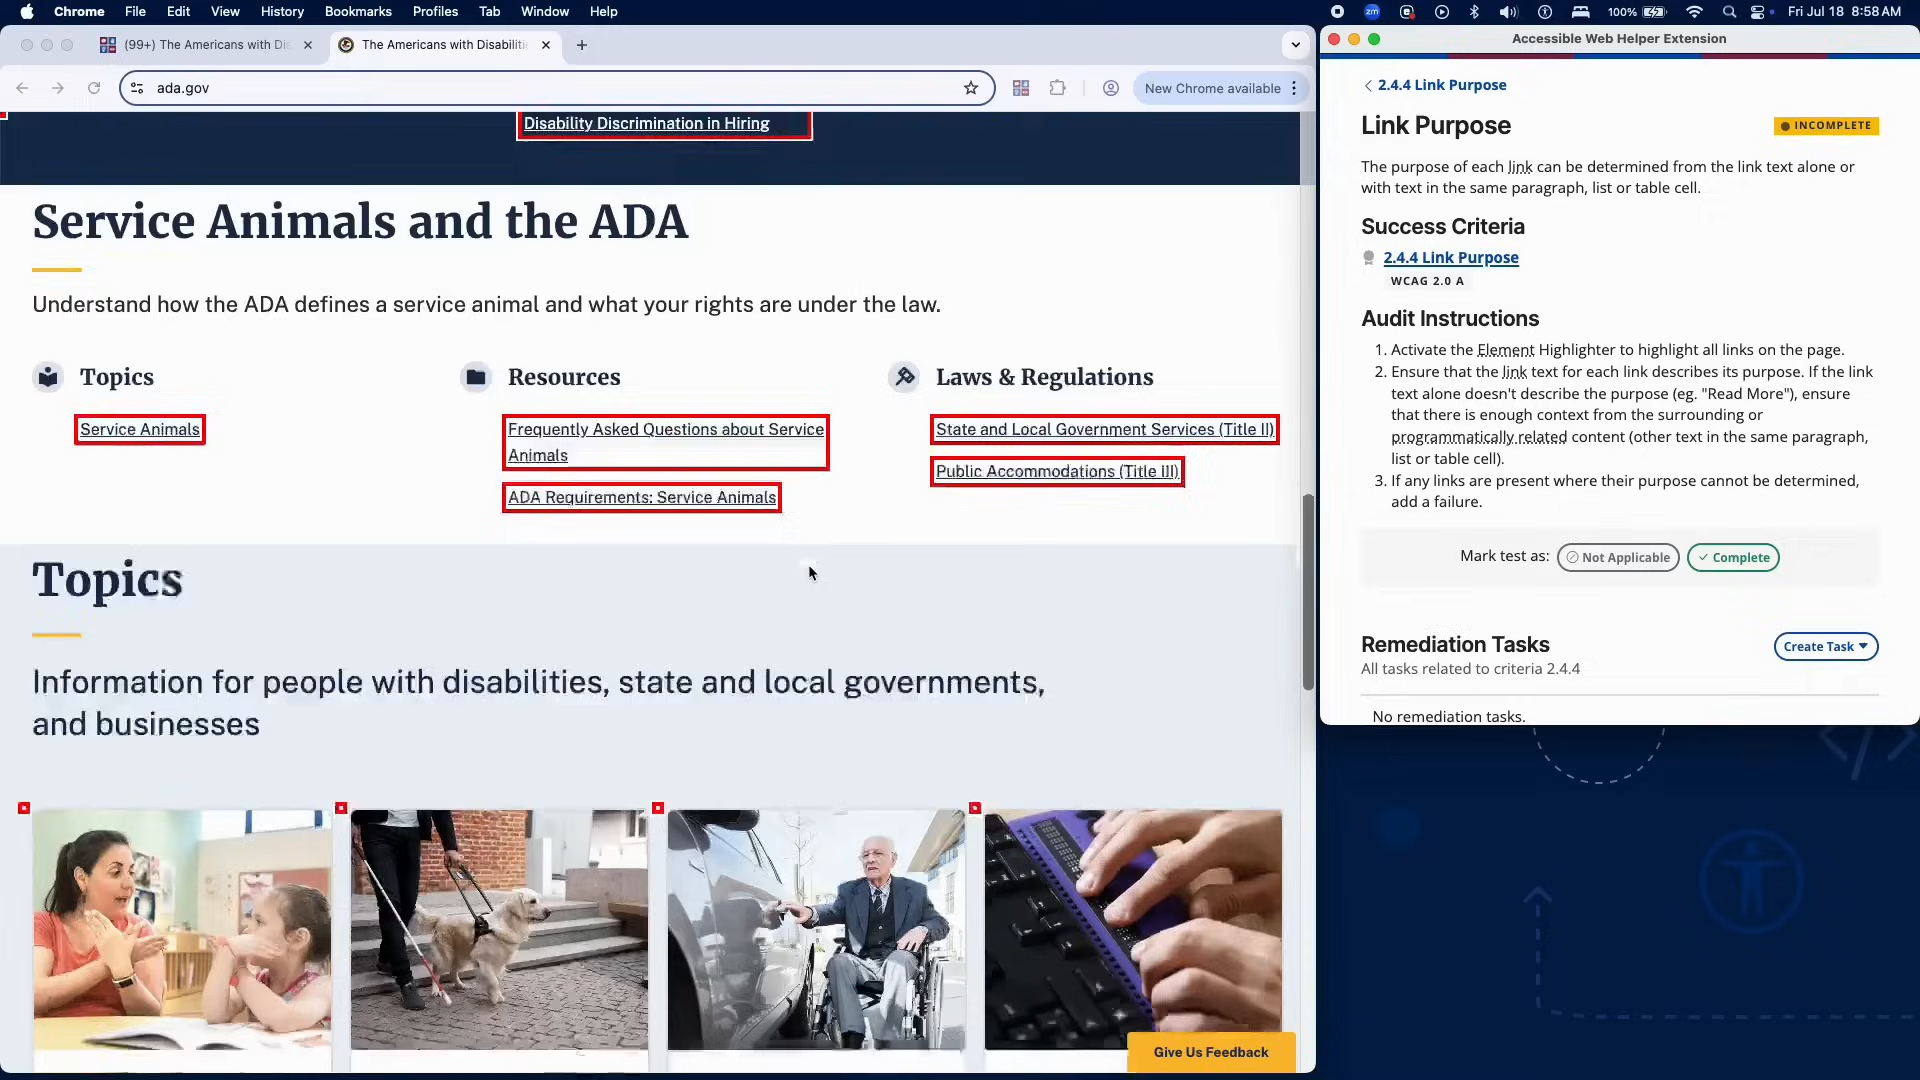 Chrome File Edit View History Bookmarks Profiles Tab Window Help
zm 100% Fri Jul 18 8:58 AM
(99+) The Americans with Dis
The Americans with Disabilitie
ada.gov
New Chrome available
Disability Discrimination in Hiring
Service Animals and the ADA
Understand how the ADA defines a service animal and what your rights are under the law.
Topics
Service Animals
Resources
Frequently Asked Questions about Service
Animals
ADA Requirements: Service Animals
Laws & Regulations
State and Local Government Services (Title II)
Public Accommodations (Title III)
Topics
Information for people with disabilities, state and local governments,
and businesses
Give Us Feedback
Accessible Web Helper Extension
2.4.4 Link Purpose
Link Purpose
INCOMPLETE
The purpose of each link can be determined from the link text alone or
with text in the same paragraph, list or table cell.
Success Criteria
2.4.4 Link Purpose
WCAG 2.0 A
Audit Instructions
1. Activate the Element Highlighter to highlight all links on the page.
2. Ensure that the link text for each link describes its purpose. If the link
text alone doesn't describe the purpose (eg. "Read More"), ensure
that there is enough context from the surrounding or
programmatically related content (other text in the same paragraph,
list or table cell).
3. If any links are present where their purpose cannot be determined,
add a failure.
Mark test as: Not Applicable Complete
Remediation Tasks
Create Task
All tasks related to criteria 2.4.4
No remediation tasks.